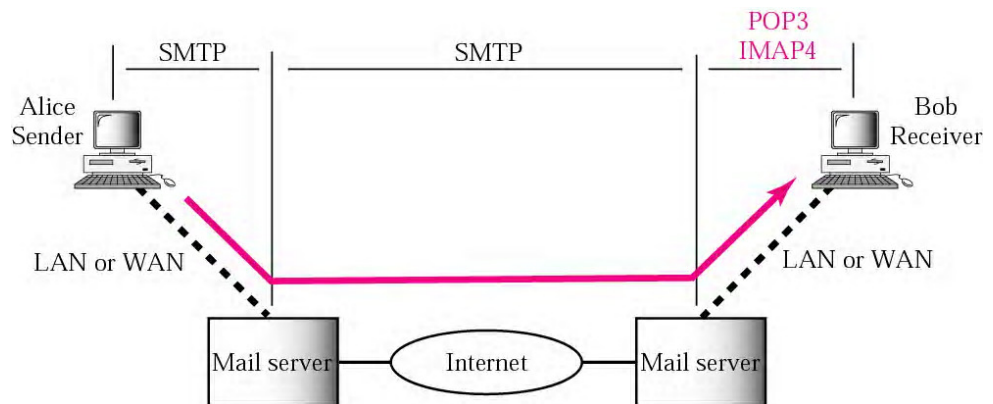 SMTP
SMTP
POP3
IMAP4
Alice
Sender
Bob
Receiver
LAN or WAN
LAN or WAN
Mail server
Internet
Mail server